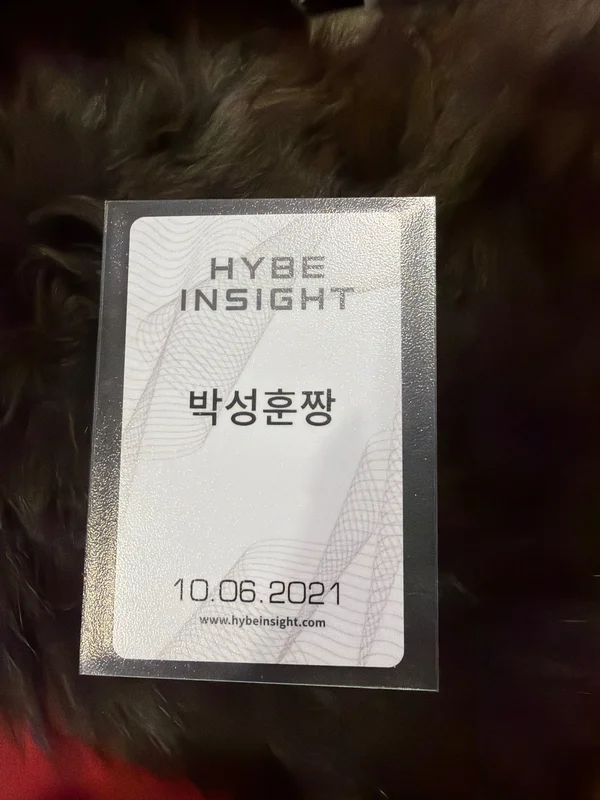 HYBE
INSIGHT
박성훈짱
10.06.2021
www.hybeinsight.com